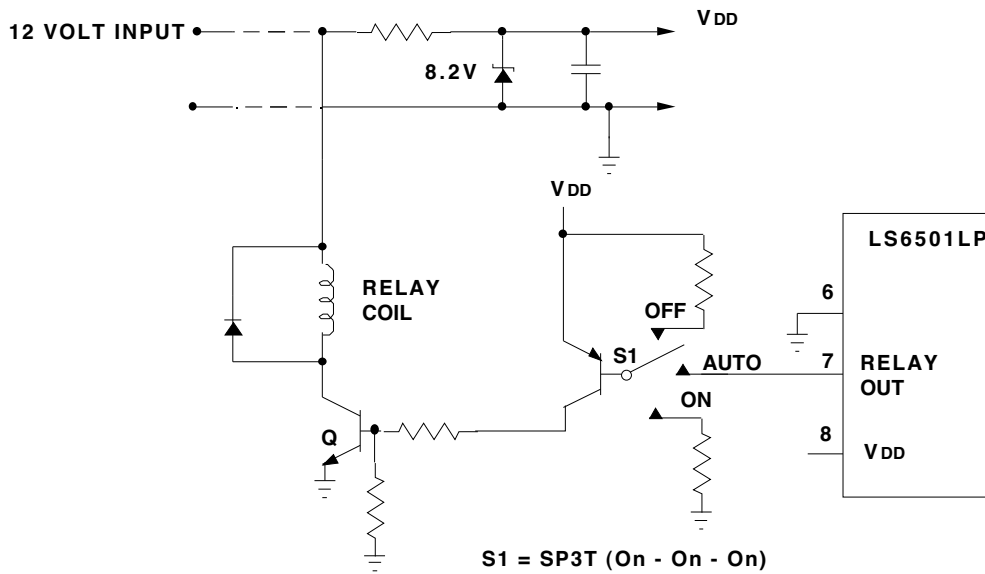 12 VOLT INPUT
VDD
8.2V
VDD
LS6501LP
RELAY
COIL
OFF
6
S1
AUTO
7
RELAY
OUT
ON
Q
8
VDD
S1 = SP3T (On - On - On)